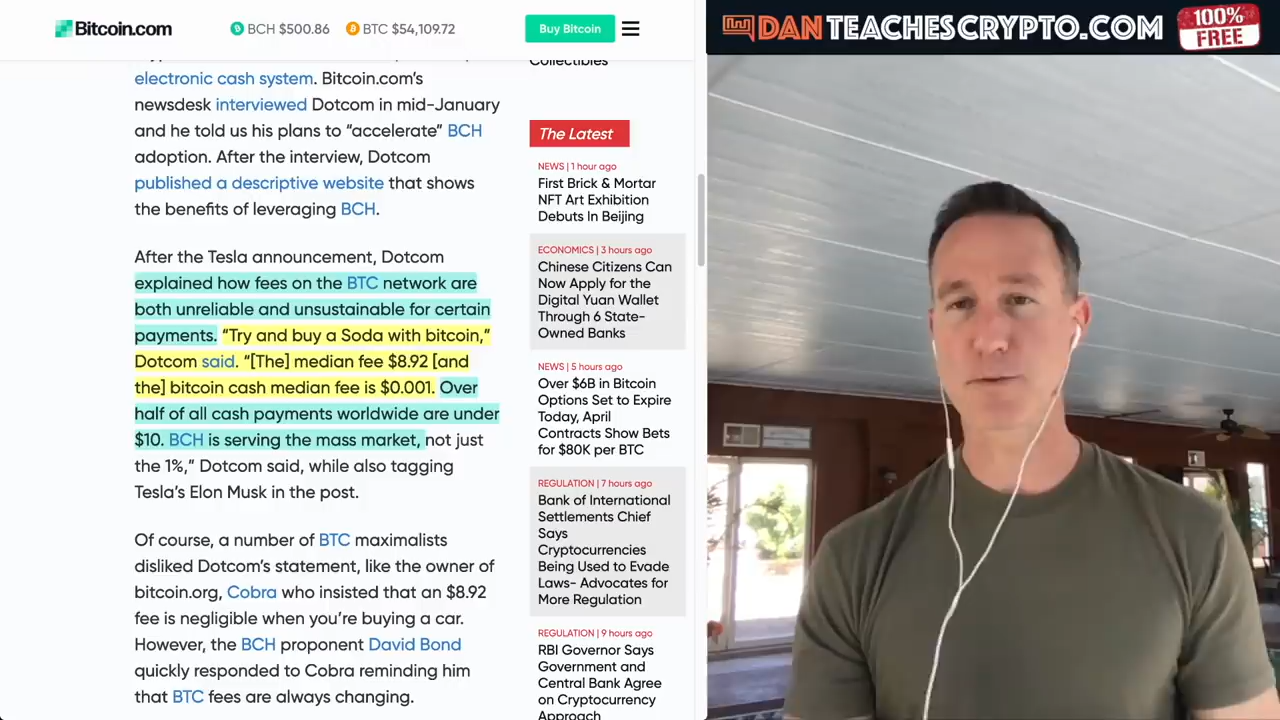 Bitcoin.com
BCH $500.86
BTC $54,109.72
Buy Bitcoin
electronic cash system. Bitcoin.com’s
newsdesk interviewed Dotcom in mid-January
and he told us his plans to “accelerate” BCH
adoption. After the interview, Dotcom
published a descriptive website that shows
the benefits of leveraging BCH.
After the Tesla announcement, Dotcom
explained how fees on the BTC network are
both unreliable and unsustainable for certain
payments. “Try and buy a Soda with bitcoin,”
Dotcom said. “[The] median fee $8.92 [and
the] bitcoin cash median fee is $0.001. Over
half of all cash payments worldwide are under
$10. BCH is serving the mass market, not just
the 1%,” Dotcom said, while also tagging
Tesla’s Elon Musk in the post.
Of course, a number of BTC maximalists
disliked Dotcom’s statement, like the owner of
bitcoin.org, Cobra who insisted that an $8.92
fee is negligible when you’re buying a car.
However, the BCH proponent David Bond
quickly responded to Cobra reminding him
that BTC fees are always changing.
Collectibles
The Latest
NEWS | 1 hour ago
First Brick & Mortar
NFT Art Exhibition
Debuts In Beijing
ECONOMICS | 3 hours ago
Chinese Citizens Can
Now Apply for the
Digital Yuan Wallet
Through 6 State-
Owned Banks
NEWS | 5 hours ago
Over $6B in Bitcoin
Options Set to Expire
Today, April
Contracts Show Bets
for $80K per BTC
REGULATION | 7 hours ago
Bank of International
Settlements Chief
Says
Cryptocurrencies
Being Used to Evade
Laws- Advocates for
More Regulation
REGULATION | 9 hours ago
RBI Governor Says
Government and
Central Bank Agree
on Cryptocurrency
Approach
DANTEACHESCRYPTO.COM
100%
FREE